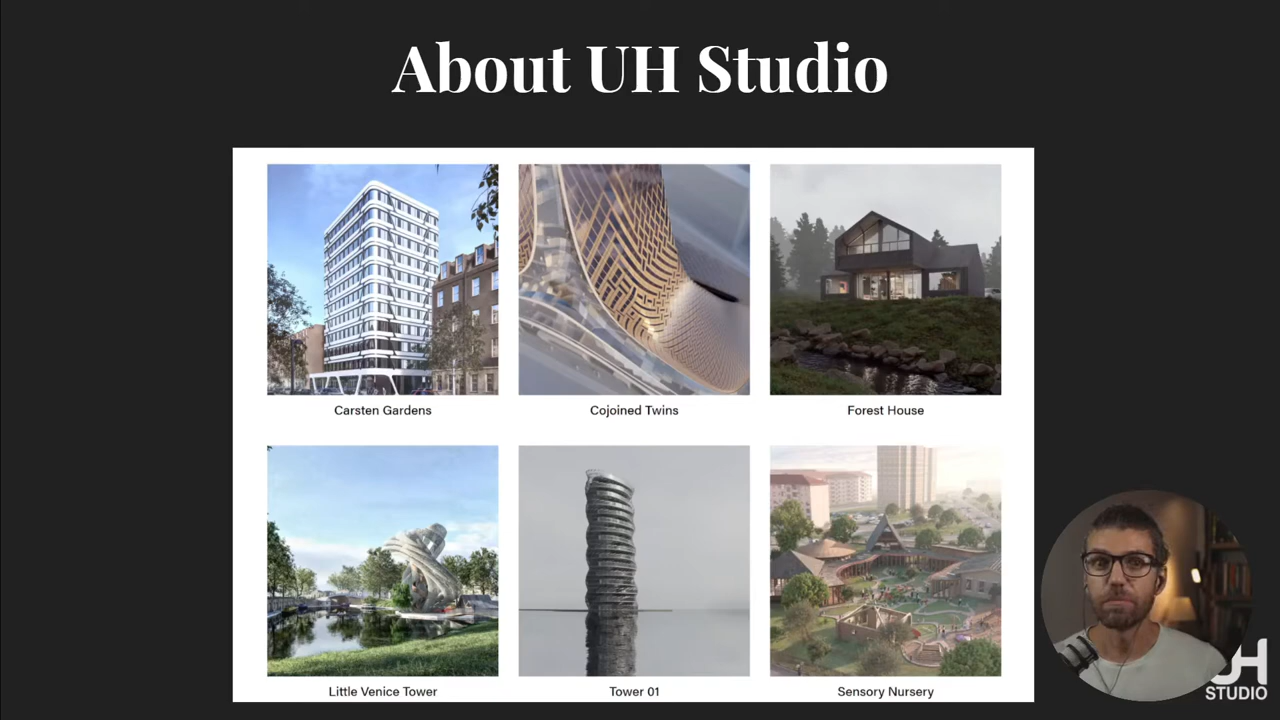 About UH Studio
Carsten Gardens
Cojoined Twins
Forest House
Little Venice Tower
Tower 01
Sensory Nursery
UH
STUDIO